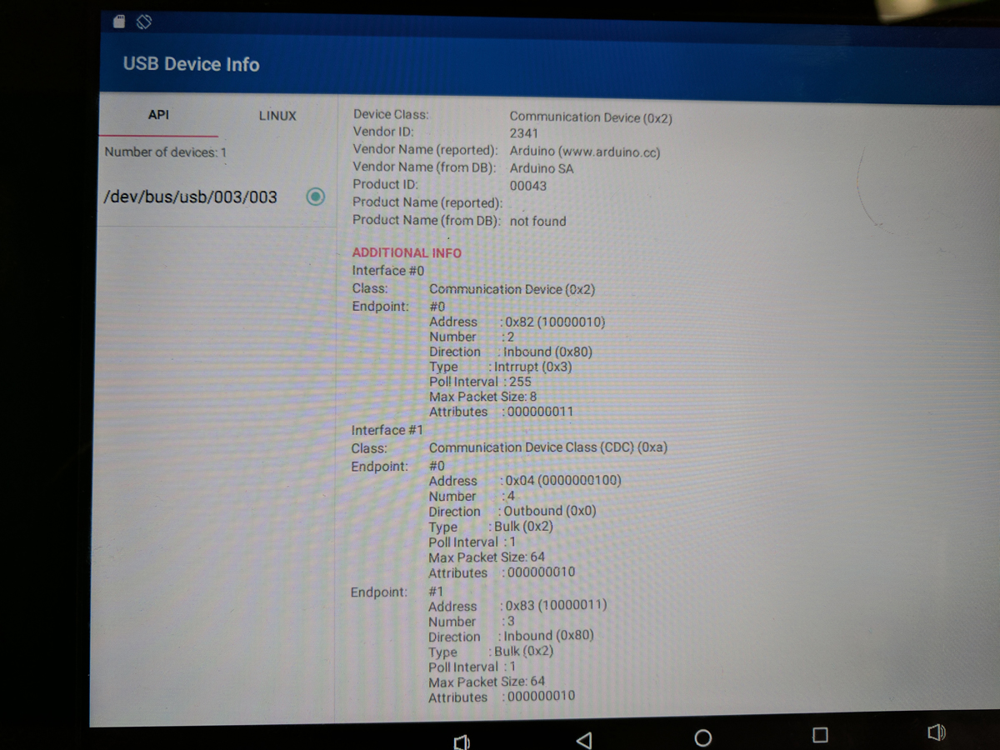 USB Device Info
API LINUX
Number of devices: 1
/dev/bus/usb/003/003
Device Class: Communication Device (0x2)
Vendor ID: 2341
Vendor Name (reported): Arduino (www.arduino.cc)
Vendor Name (from DB): Arduino SA
Product ID: 00043
Product Name (reported):
Product Name (from DB): not found
ADDITIONAL INFO
Interface #0
Class: Communication Device (0x2)
Endpoint: #0
Address :0x82 (10000010)
Number :2
Direction :Inbound (0x80)
Type :Intrrupt (0x3)
Poll Interval :255
Max Packet Size: 8
Attributes :000000011
Interface #1
Class: Communication Device Class (CDC) (0xa)
Endpoint: #0
Address :0x04 (0000000100)
Number :4
Direction :Outbound (0x0)
Type :Bulk (0x2)
Poll Interval :1
Max Packet Size: 64
Attributes :000000010
Endpoint: #1
Address :0x83 (10000011)
Number :3
Direction :Inbound (0x80)
Type :Bulk (0x2)
Poll Interval :1
Max Packet Size: 64
Attributes :000000010